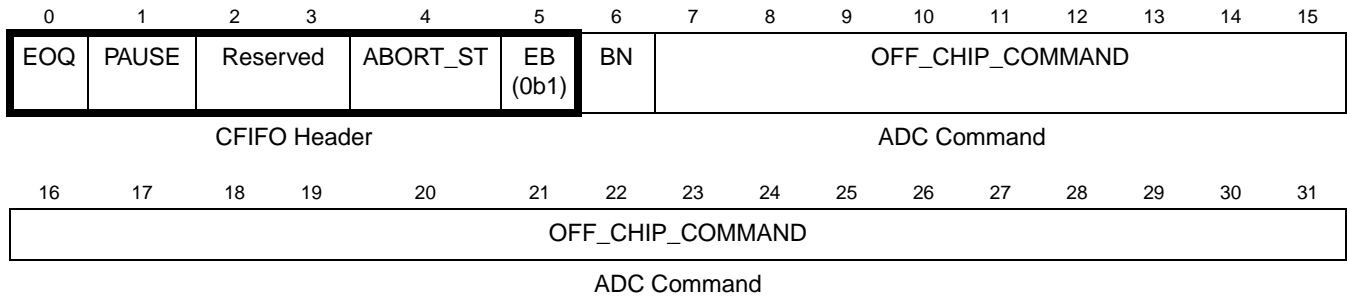 0 1 2 3 4 5 6 7 8 9 10 11 12 13 14 15
EOQ PAUSE Reserved ABORT_ST EB BN OFF_CHIP_COMMAND
(0b1)
CFIFO Header ADC Command
16 17 18 19 20 21 22 23 24 25 26 27 28 29 30 31
OFF_CHIP_COMMAND
ADC Command